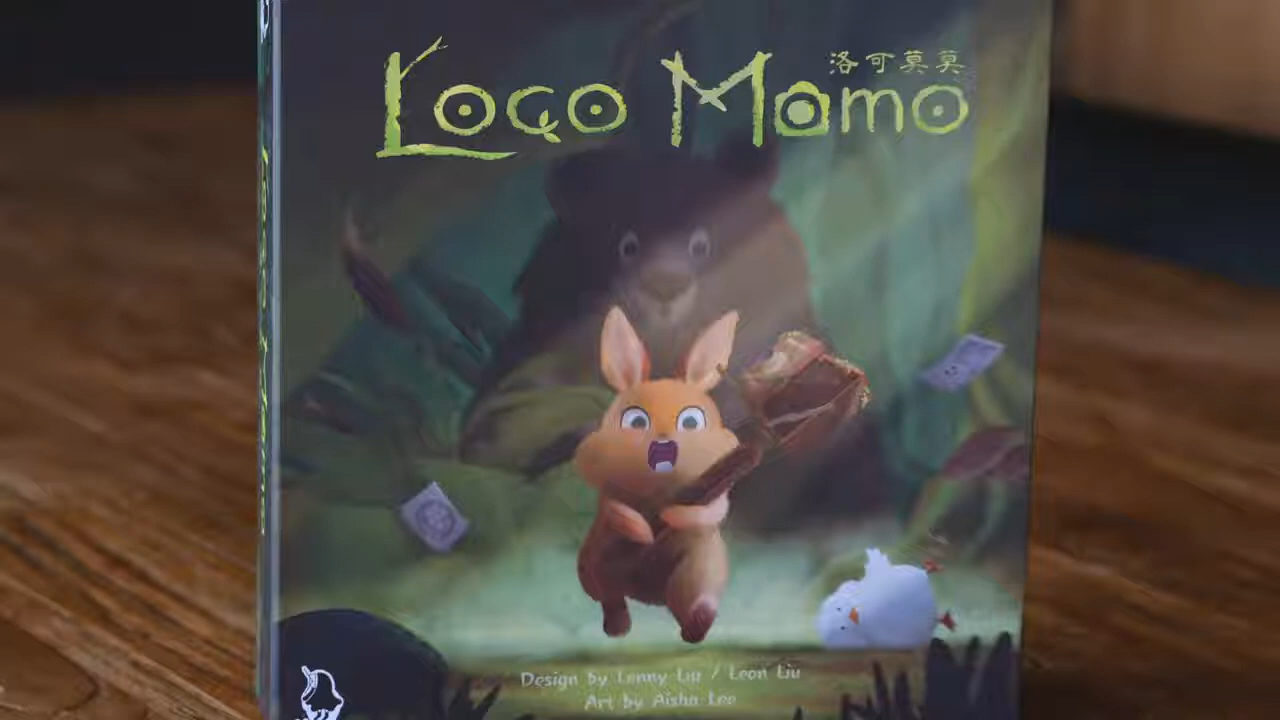 洛可莫莫
Loco Momo
Design by Lenny Liu / Leon Liu
Art by Aisha Lee